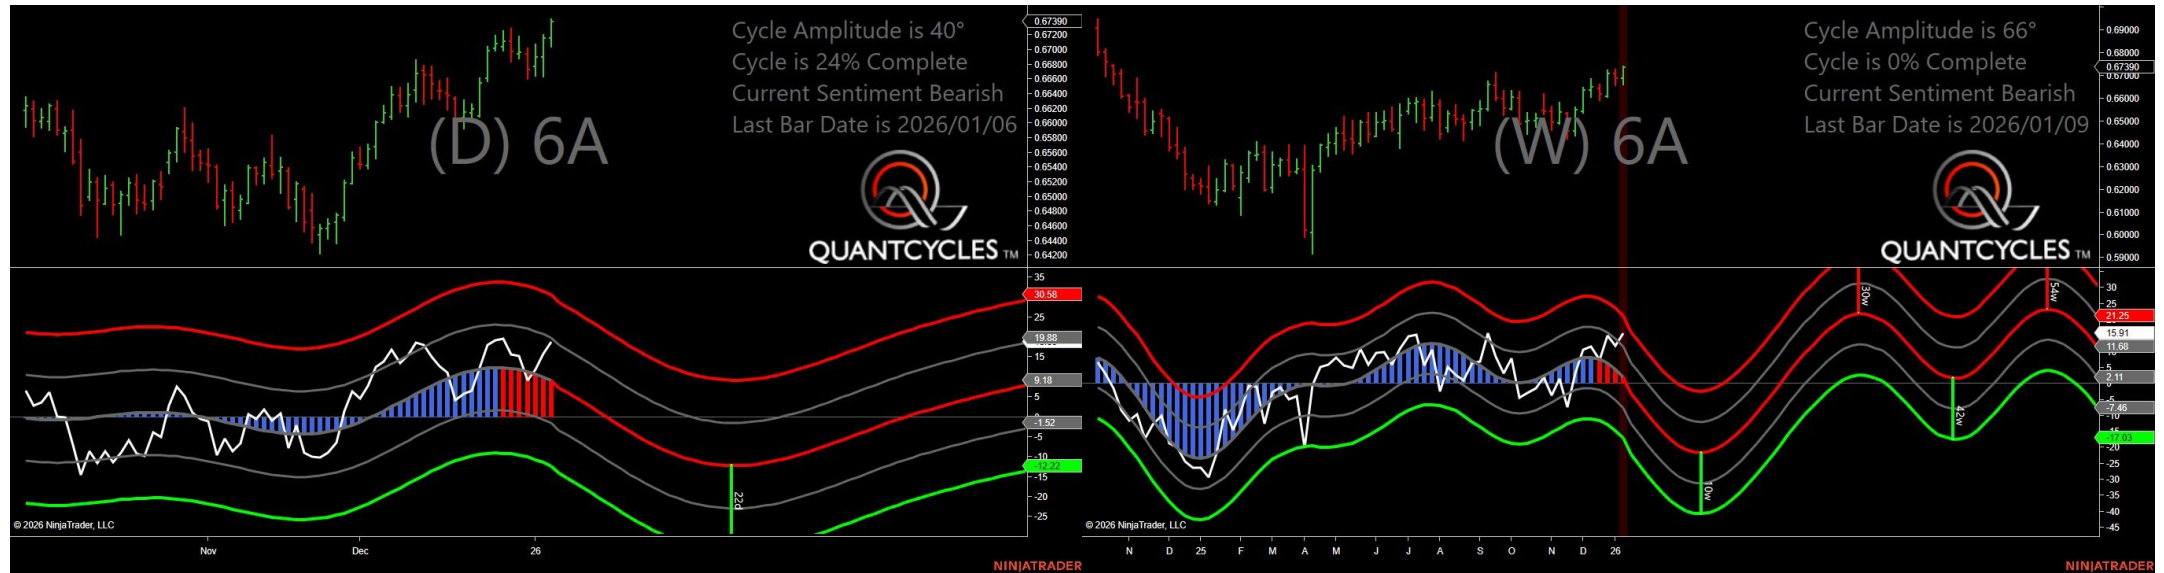 0.67390
0.67200
0.67000
0.66800
0.66600
0.66400
0.66200
0.66000
0.65800
0.65600
0.65400
0.65200
0.65000
0.64800
0.64600
0.64400
0.64200
Cycle Amplitude is 40°
Cycle is 24% Complete
Current Sentiment Bearish
Last Bar Date is 2026/01/06
(D) 6A
QUANTCYCLES TM
35
30.58
25
19.88
15
9.18
5
0
-1.52
-5
-10
-12.22
-15
-20
-25
22d
© 2026 NinjaTrader, LLC
Nov Dec 26
NINJATRADER
Cycle Amplitude is 66°
Cycle is 0% Complete
Current Sentiment Bearish
Last Bar Date is 2026/01/09
(W) 6A
QUANTCYCLES TM
0.69000
0.68000
0.67390
0.67000
0.66000
0.65000
0.64000
0.63000
0.62000
0.61000
0.60000
0.59000
30w
54w
42w
10w
30
25
21.25
15.91
11.68
2.11
-5
-7.46
-10
-17.03
-20
-25
-30
-35
-40
-45
© 2026 NinjaTrader, LLC
N D 25 F M A M J J A S O N D 26
NINJATRADER